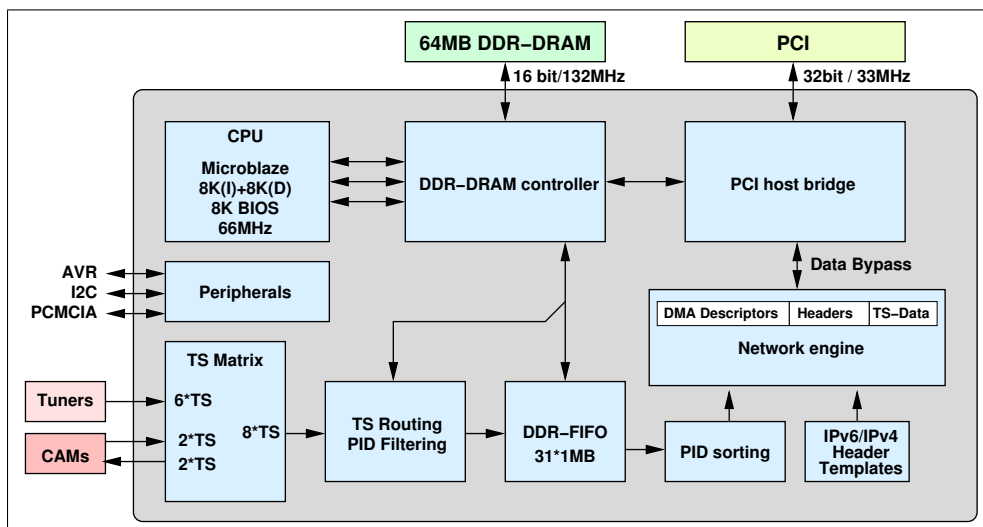 64MB DDR−DRAM
PCI
16 bit/132MHz
32bit / 33MHz
CPU
Microblaze
8K(I)+8K(D)
8K BIOS
66MHz
DDR−DRAM controller
PCI host bridge
AVR
I2C
PCMCIA
Peripherals
Data Bypass
DMA Descriptors
Headers
TS−Data
Network engine
TS Matrix
Tuners
6*TS
CAMs
2*TS
2*TS
8*TS
TS Routing
PID Filtering
DDR−FIFO
31*1MB
PID sorting
IPv6/IPv4
Header
Templates